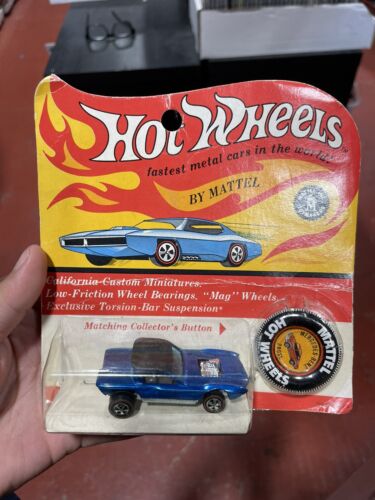 HOT WHEELS
fastest metal cars in the world!
BY MATTEL
California Custom Miniatures.
Low-Friction Wheel Bearings. "Mag" Wheels.
Exclusive Torsion-Bar Suspension.
Matching Collector's Button
HOT WHEELS
MATTEL